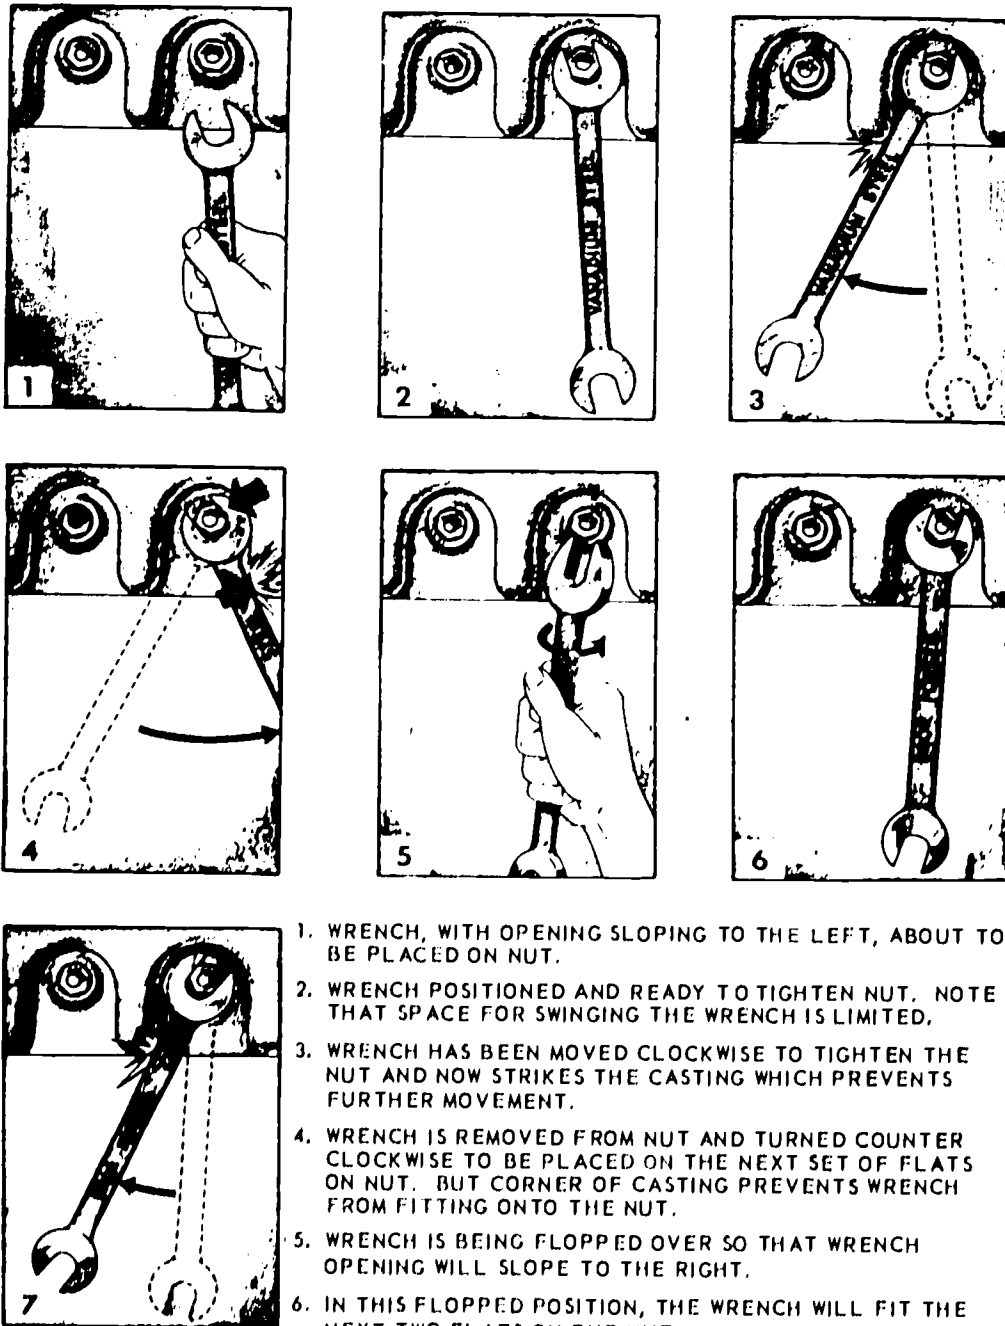 1
2
VANADIUM STEEL
3
VANADIUM STEEL
4
5
6
7
1. WRENCH, WITH OPENING SLOPING TO THE LEFT, ABOUT TO
BE PLACED ON NUT.
2. WRENCH POSITIONED AND READY TO TIGHTEN NUT. NOTE
THAT SPACE FOR SWINGING THE WRENCH IS LIMITED.
3. WRENCH HAS BEEN MOVED CLOCKWISE TO TIGHTEN THE
NUT AND NOW STRIKES THE CASTING WHICH PREVENTS
FURTHER MOVEMENT.
4. WRENCH IS REMOVED FROM NUT AND TURNED COUNTER
CLOCKWISE TO BE PLACED ON THE NEXT SET OF FLATS
ON NUT. BUT CORNER OF CASTING PREVENTS WRENCH
FROM FITTING ONTO THE NUT.
5. WRENCH IS BEING FLOPPED OVER SO THAT WRENCH
OPENING WILL SLOPE TO THE RIGHT.
6. IN THIS FLOPPED POSITION, THE WRENCH WILL FIT THE